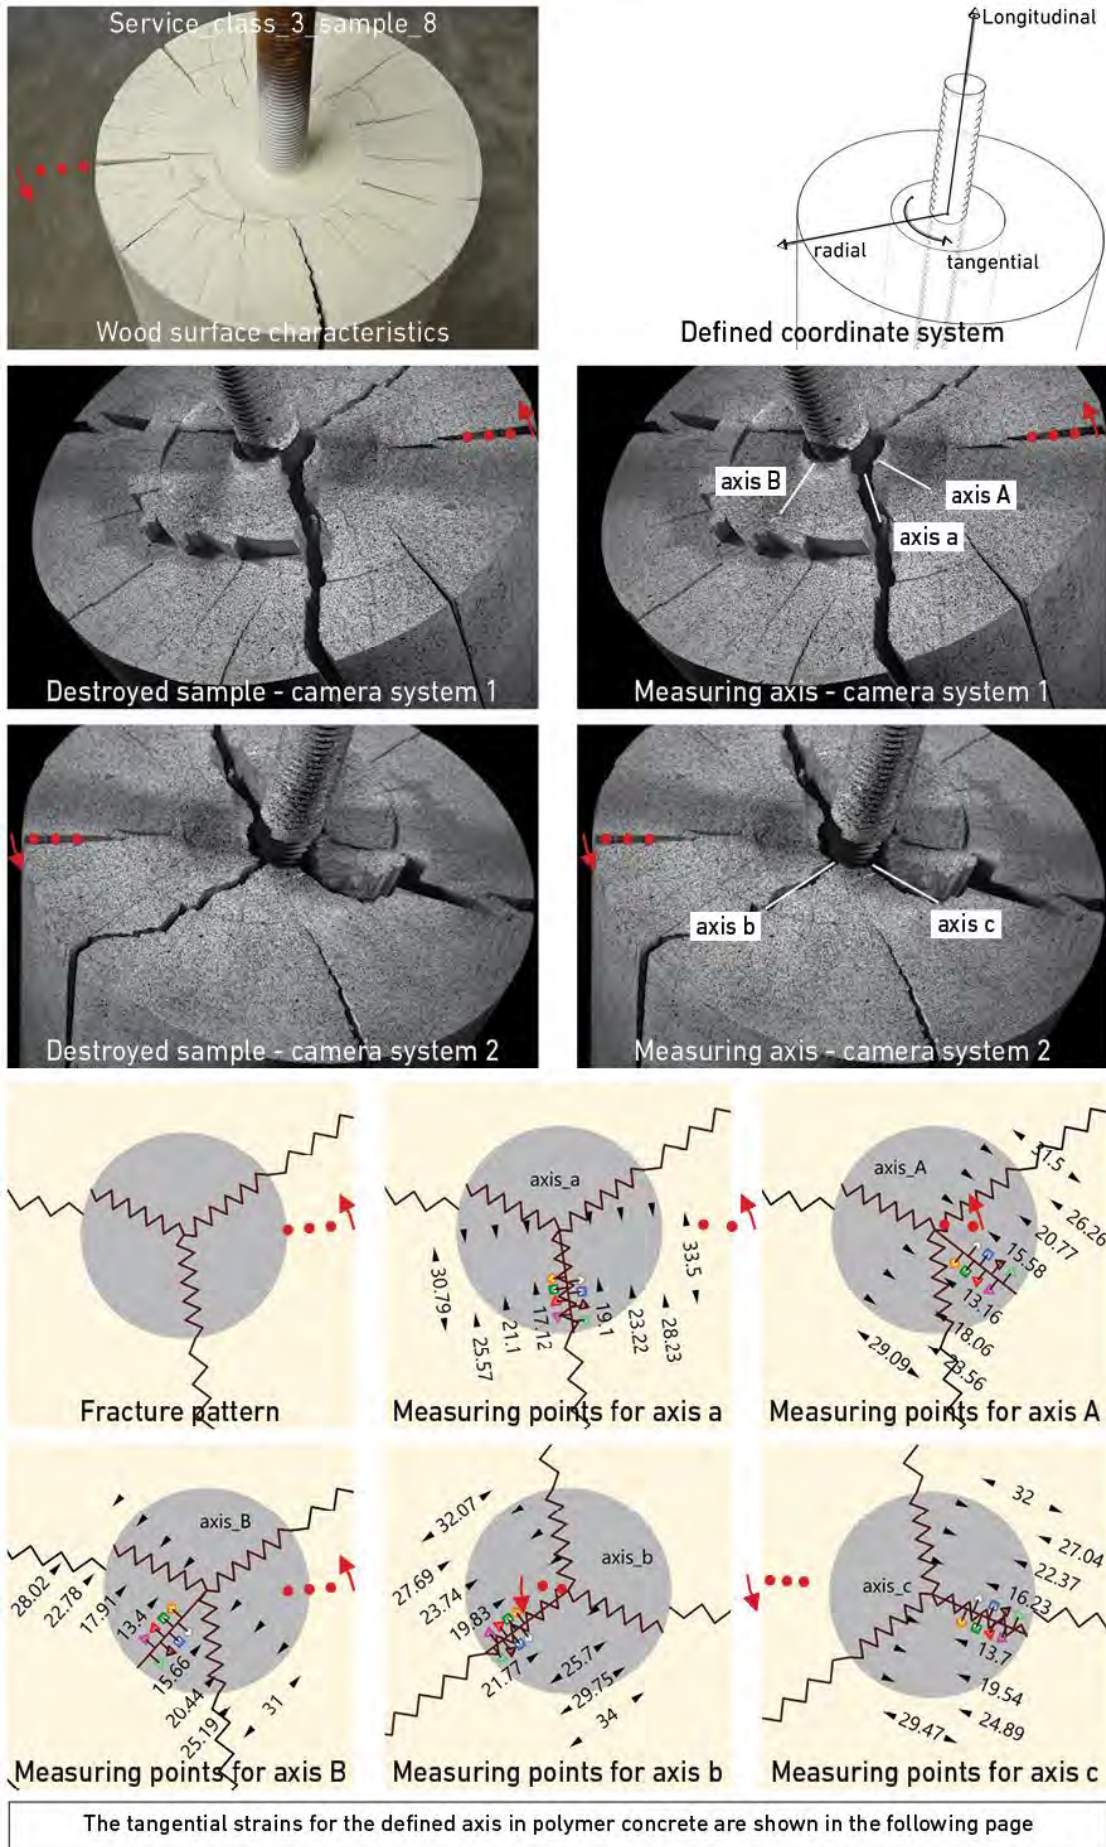 Service_class_3_sample_8
Wood surface characteristics
Longitudinal
radial
tangential
Defined coordinate system
Destroyed sample - camera system 1
axis B
axis A
axis a
Measuring axis - camera system 1
Destroyed sample - camera system 2
axis b
axis c
Measuring axis - camera system 2
Fracture pattern
axis_a
30.79
25.57
21.1
17.12
19.1
23.22
28.23
33.5
Measuring points for axis a
axis_A
31.5
26.26
20.77
15.58
13.16
18.06
23.56
29.09
Measuring points for axis A
axis_B
28.02
22.78
17.91
13.4
15.66
20.44
25.19
31
Measuring points for axis B
axis_b
32.07
27.69
23.74
19.83
21.77
25.7
29.75
34
Measuring points for axis b
axis_c
32
27.04
22.37
16.23
13.7
19.54
24.89
29.47
Measuring points for axis c
The tangential strains for the defined axis in polymer concrete are shown in the following page